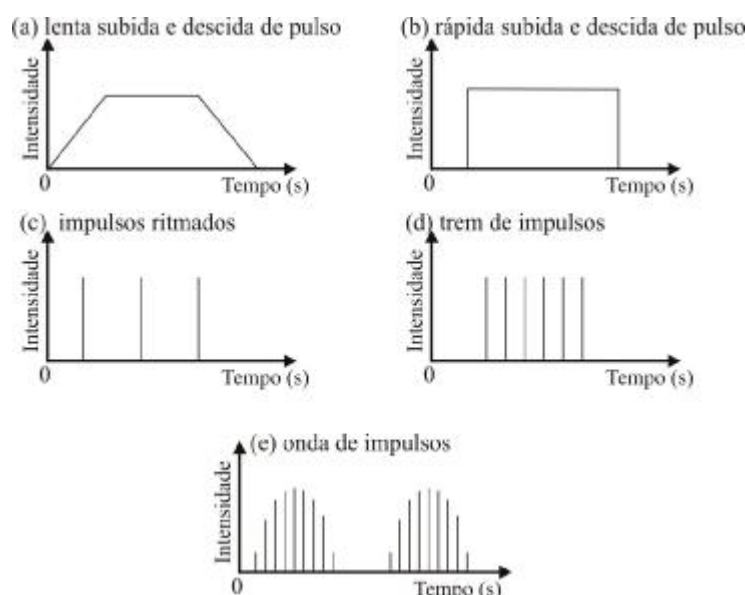 (a) lenta subida e descida de pulso
Intensidade
0
Tempo (s)
(b) rápida subida e descida de pulso
Intensidade
0
Tempo (s)
(c) impulsos ritmados
Intensidade
0
Tempo (s)
(d) trem de impulsos
Intensidade
0
Tempo (s)
(e) onda de impulsos
Intensidade
0
Tempo (s)